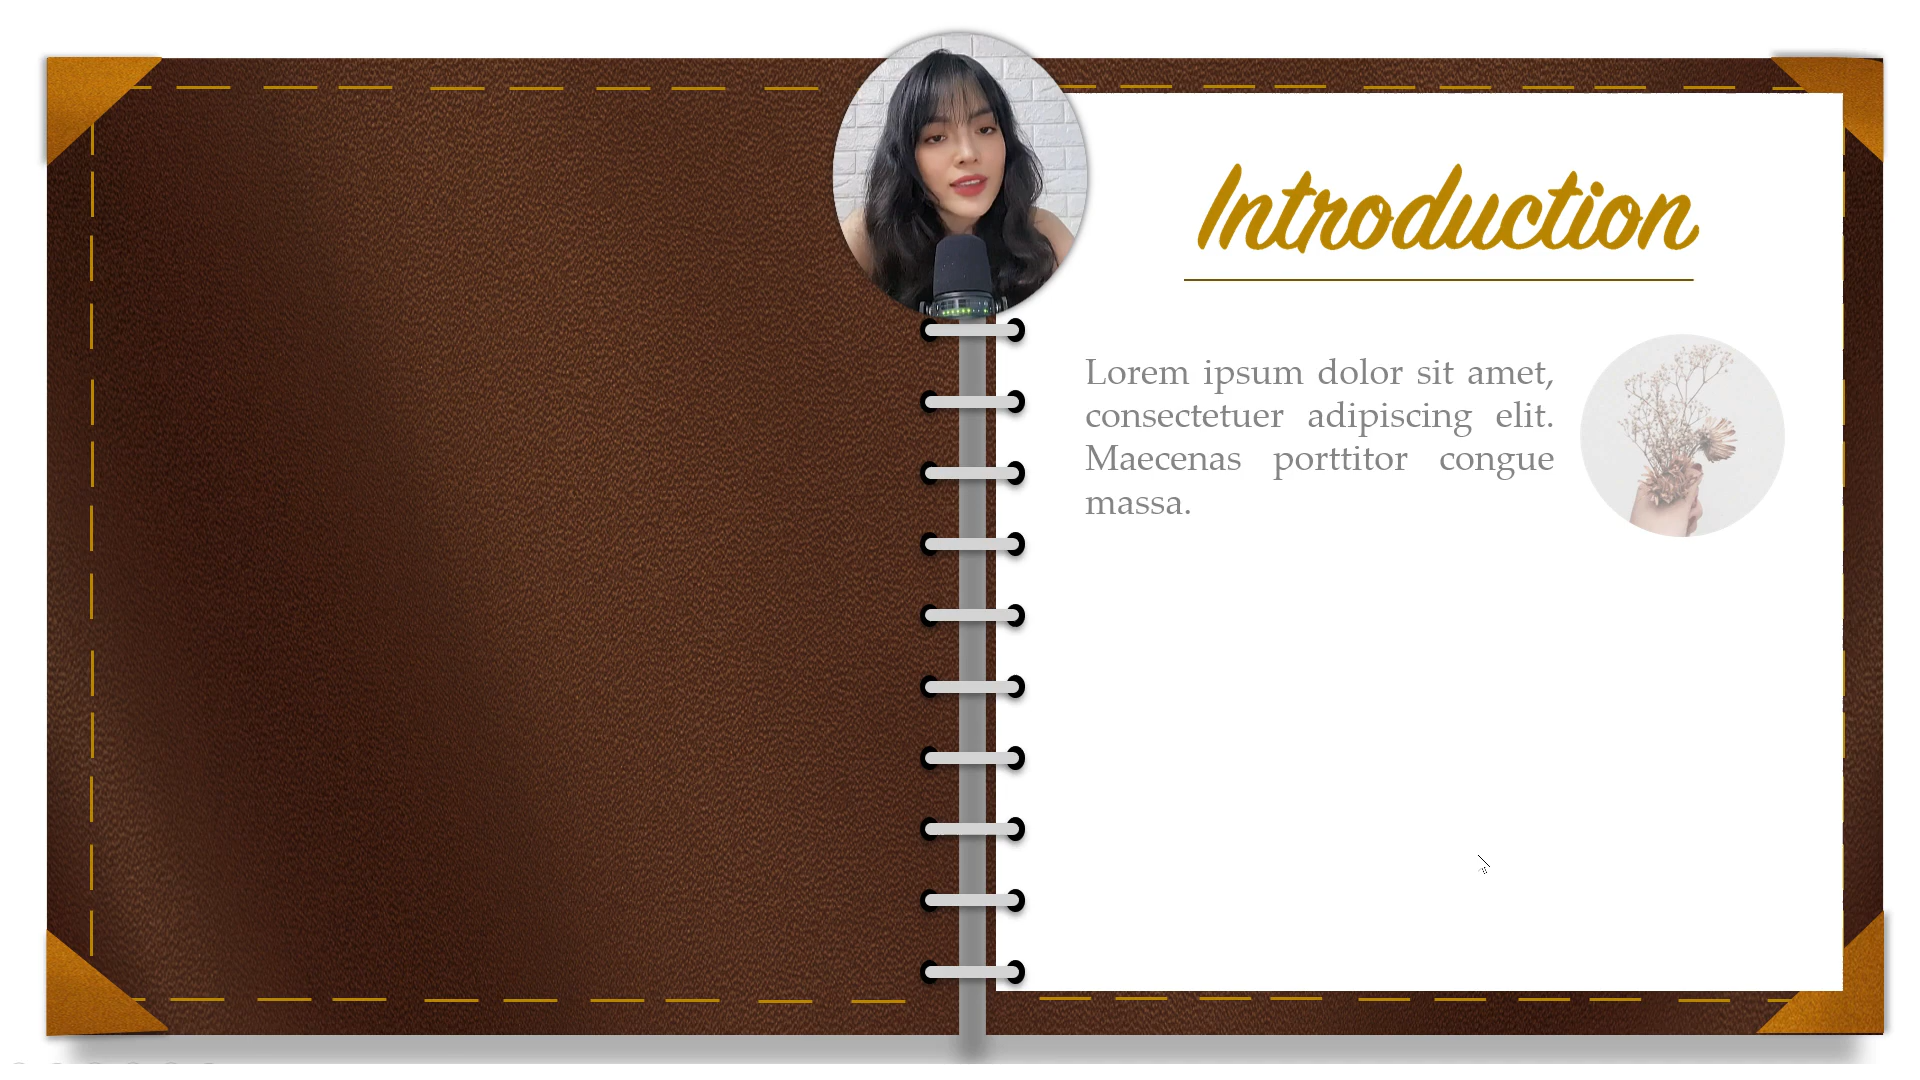 Introduction
Lorem ipsum dolor sit amet,
consectetuer adipiscing elit.
Maecenas porttitor congue
massa.